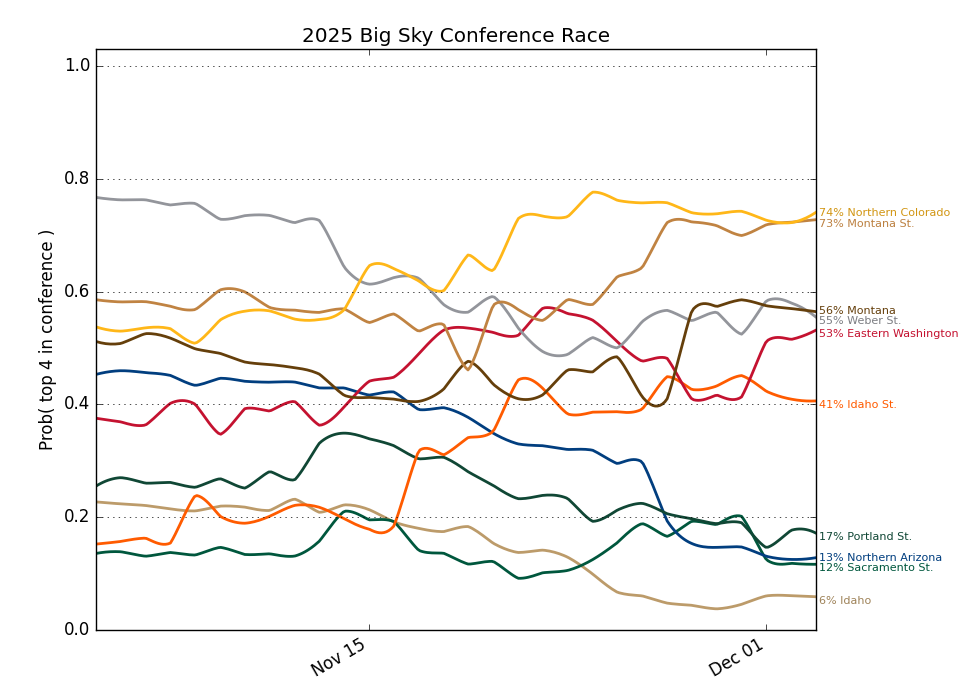 2025 Big Sky Conference Race
Prob( top 4 in conference )
1.0
0.8
0.6
0.4
0.2
0.0
Nov 15
Dec 01
74% Northern Colorado
73% Montana St.
56% Montana
55% Weber St.
53% Eastern Washington
41% Idaho St.
17% Portland St.
13% Northern Arizona
12% Sacramento St.
6% Idaho